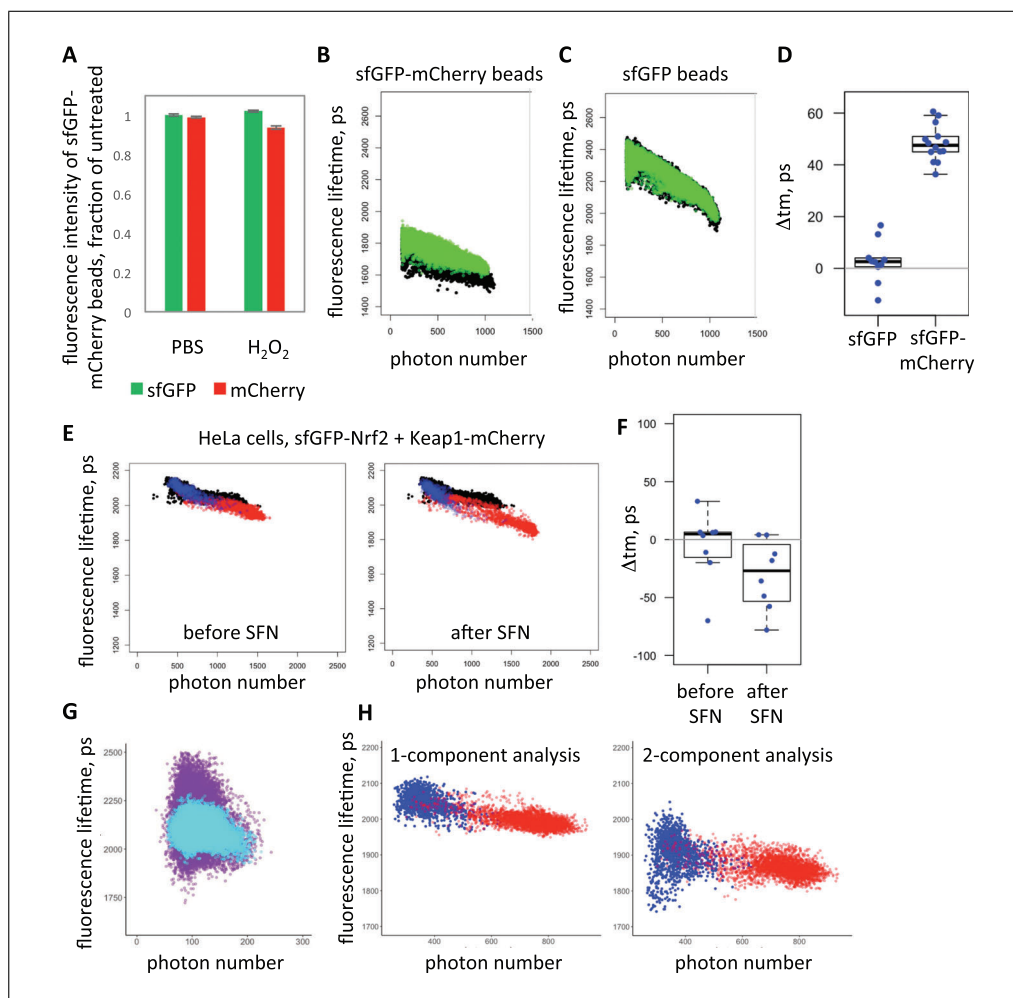 A
fluorescence intensity of sfGFP-
mCherry beads, fraction of untreated
1
0.8
0.6
0.4
0.2
0
PBS
H₂O₂
sfGFP
mCherry
B
sfGFP-mCherry beads
fluorescence lifetime, ps
1400 1600 1800 2000 2200 2400 2600
0 500 1000 1500
photon number
C
sfGFP beads
fluorescence lifetime, ps
1400 1600 1800 2000 2200 2400 2600
0 500 1000 1500
photon number
D
Δtm, ps
60
40
20
0
sfGFP
sfGFP-
mCherry
E
HeLa cells, sfGFP-Nrf2 + Keap1-mCherry
fluorescence lifetime, ps
1200 1400 1600 1800 2000 2200
before SFN
0 500 1000 1500 2000 2500
1200 1400 1600 1800 2000 2200
after SFN
0 500 1000 1500 2000 2500
photon number
photon number
F
Δtm, ps
100
50
0
-50
-100
before
SFN
after
SFN
G
fluorescence lifetime, ps
2500
2250
2000
1750
0 100 200 300
photon number
H
fluorescence lifetime, ps
1-component analysis
2200
2100
2000
1900
1800
1700
400 600 800
photon number
2-component analysis
2200
2100
2000
1900
1800
1700
400 600 800
photon number